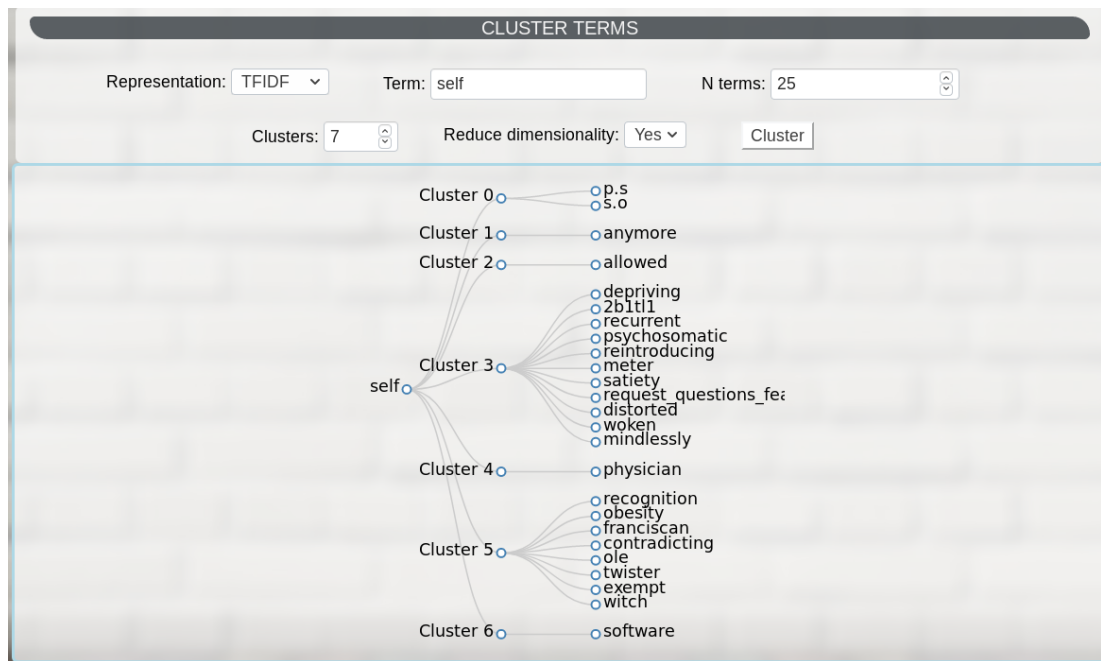 CLUSTER TERMS
Representation: TFIDF Term: self N terms: 25
Clusters: 7 Reduce dimensionality: Yes Cluster
Cluster 0
p.s
s.o
Cluster 1
anymore
Cluster 2
allowed
Cluster 3
depriving
2b1tl1
recurrent
psychosomatic
reintroducing
meter
satiety
request_questions_fea
distorted
woken
mindlessly
self
Cluster 4
physician
Cluster 5
recognition
obesity
franciscan
contradicting
ole
twister
exempt
witch
Cluster 6
software